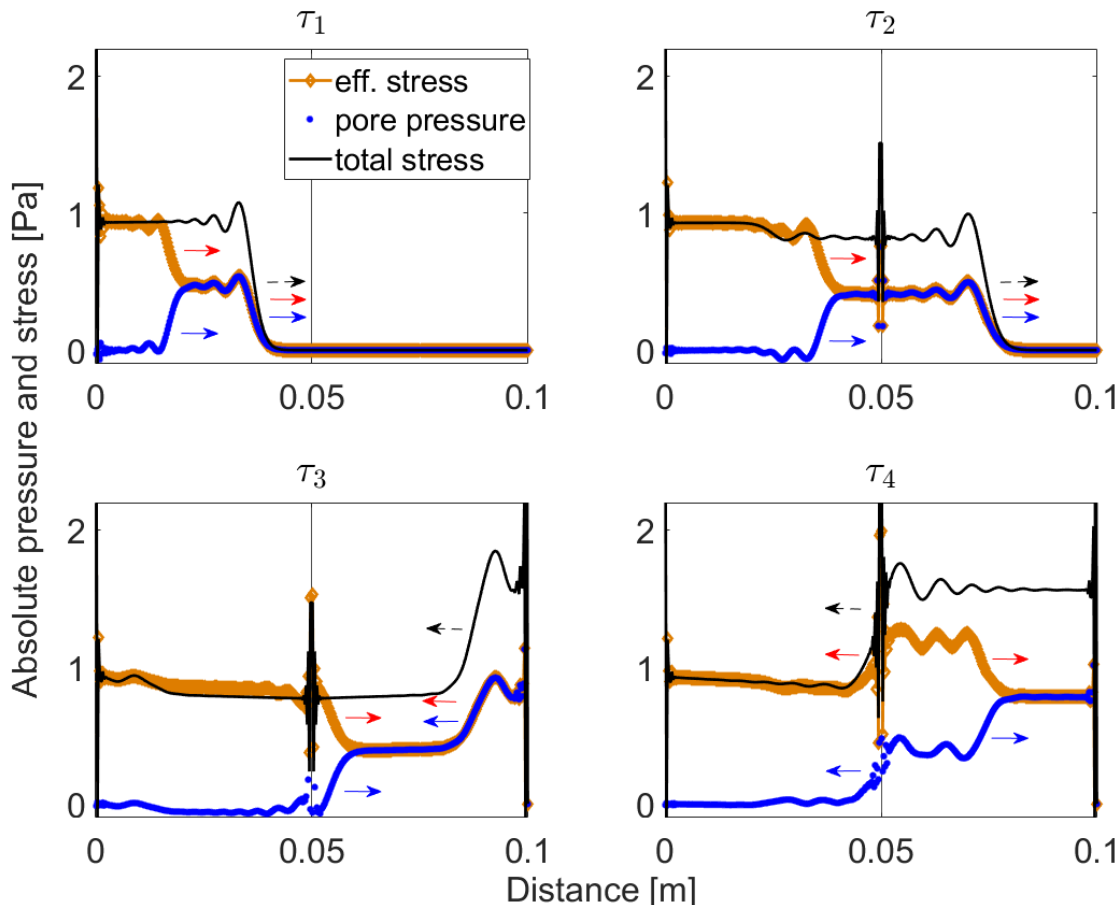 τ1
τ2
eff. stress
pore pressure
total stress
2
1
0
0
0.05
0.1
2
1
0
0
0.05
0.1
Absolute pressure and stress [Pa]
τ3
τ4
2
1
0
0
0.05
0.1
2
1
0
0
0.05
0.1
Distance [m]